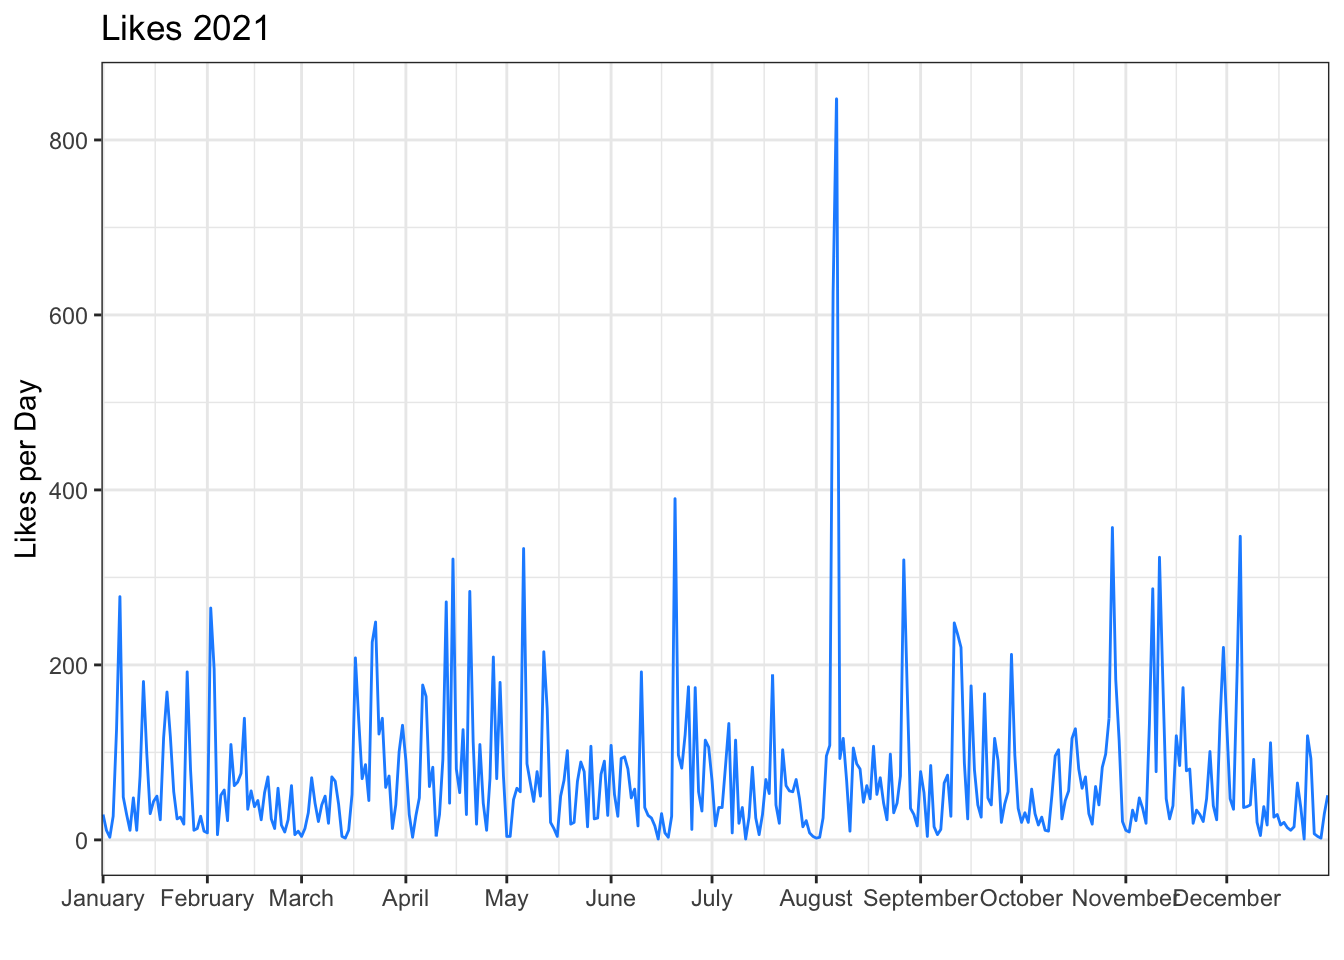 Likes 2021
Likes per Day
800
600
400
200
0
January February March April May June July August September October November December